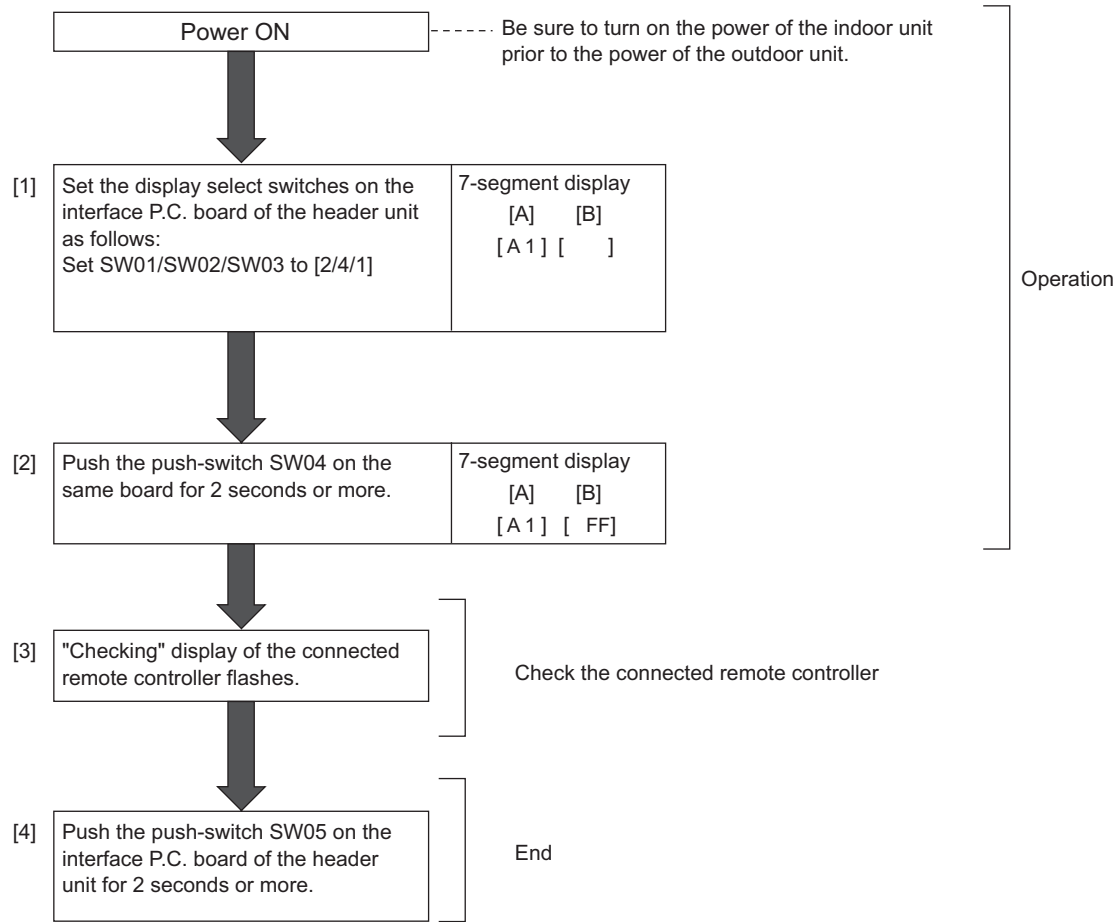 Power ON
Be sure to turn on the power of the indoor unit
prior to the power of the outdoor unit.
[1]
Set the display select switches on the
interface P.C. board of the header unit
as follows:
Set SW01/SW02/SW03 to [2/4/1]
7-segment display
[A] [B]
[ A 1 ] [ ]
Operation
[2]
Push the push-switch SW04 on the
same board for 2 seconds or more.
7-segment display
[A] [B]
[ A 1 ] [ FF]
[3]
"Checking" display of the connected
remote controller flashes.
Check the connected remote controller
[4]
Push the push-switch SW05 on the
interface P.C. board of the header
unit for 2 seconds or more.
End